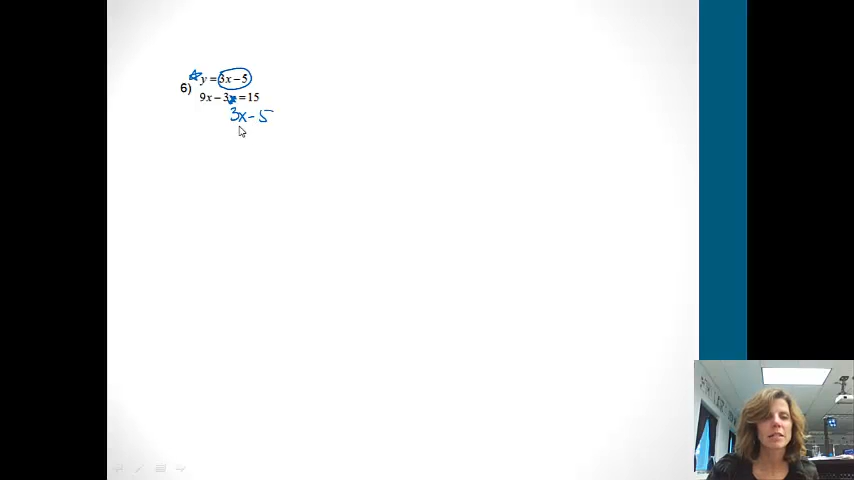 6)
y = 3x − 5
9x − 3y = 15
3x − 5